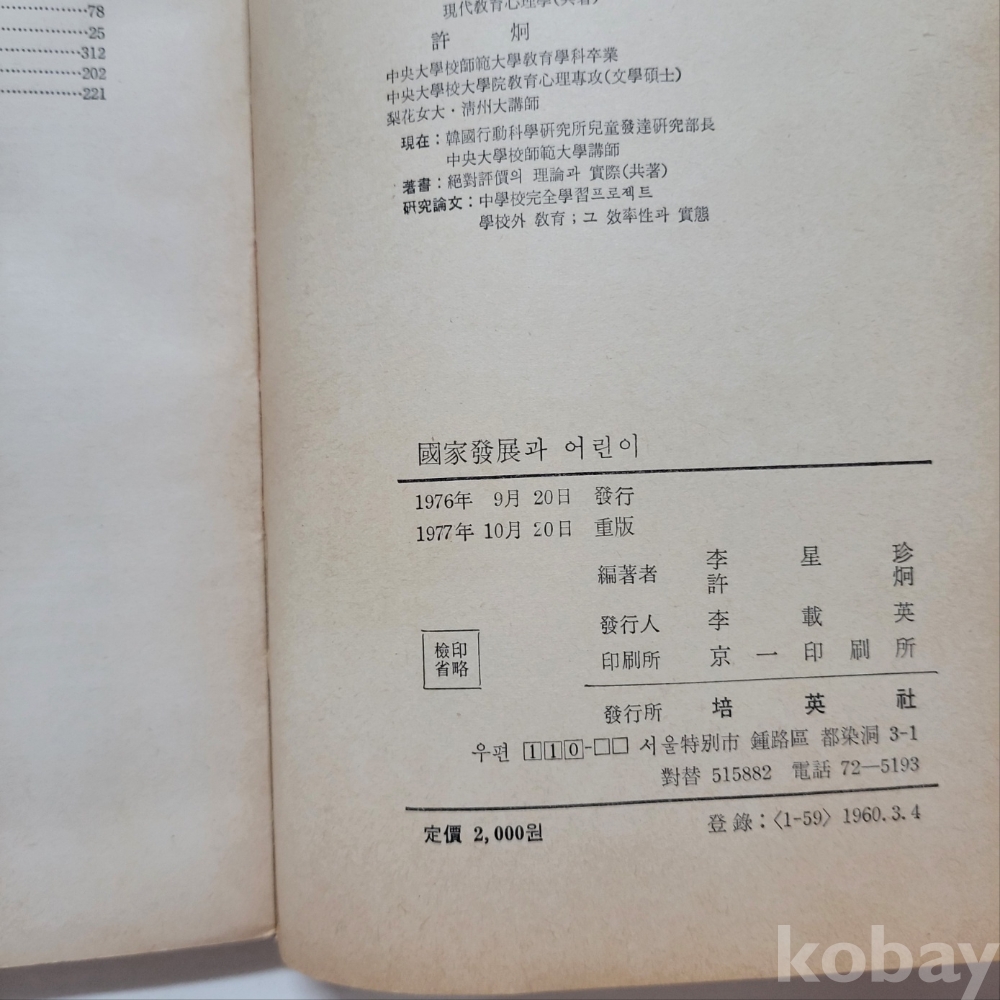 78
25
312
202
221
現代教育心理學(共著)
許 炯
中央大學校師範大學教育學科卒業
中央大學校大學院教育心理專攻(文學碩士)
梨花女大·淸州大講師
現在: 韓國行動科學硏究所兒童發達硏究部長
中央大學校師範大學講師
著書: 絕對評價의 理論과 實際(共著)
硏究論文: 中學校完全學習프로젝트
學校外 敎育; 그 效率性과 實態
國家發展과 어린이
1976年 9月 20日 發行
1977年 10月 20日 重版
編著者 李 星 珍
許 炯
發行人 李 載 英
印刷所 京 一 印 刷 所
檢印
省略
發行所 培 英 社
우편 110-□□ 서울特別市 鍾路區 都染洞 3-1
對替 515882 電話 72—5193
定價 2,000원
登錄: 〈1-59〉 1960.3.4
kobay